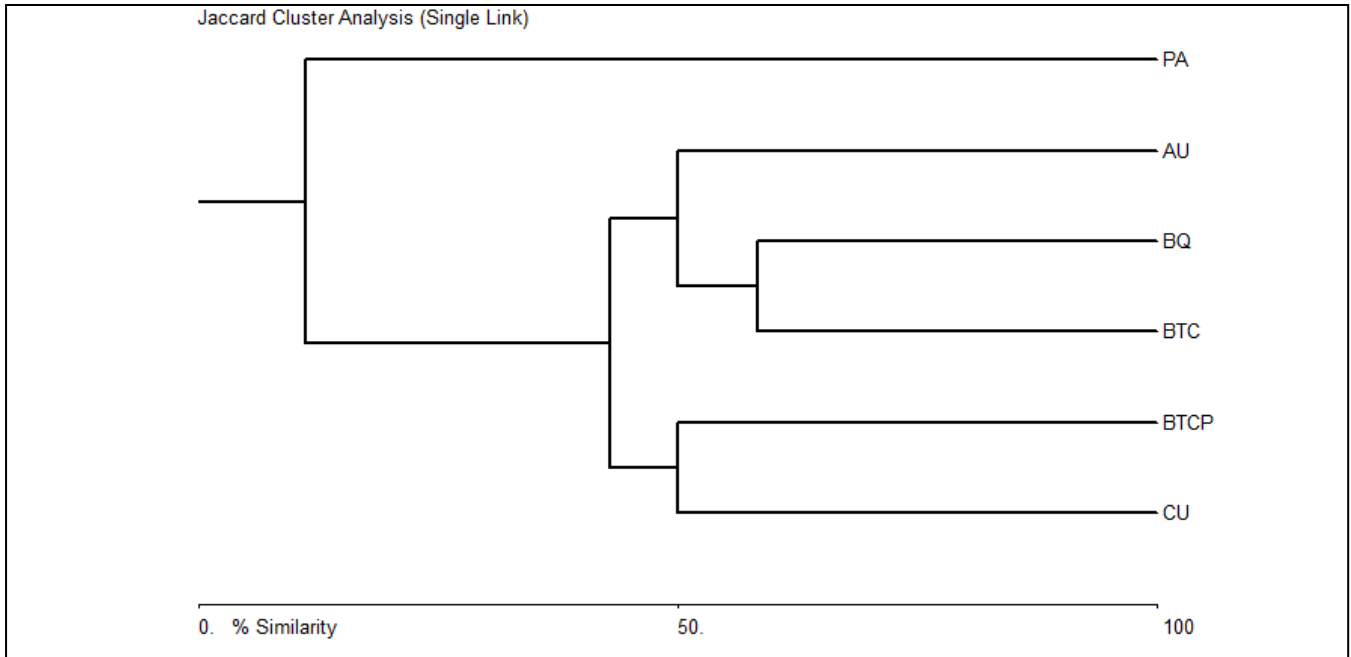 Jaccard Cluster Analysis (Single Link)
PA
AU
BQ
BTC
BTCP
CU
0. % Similarity 50. 100